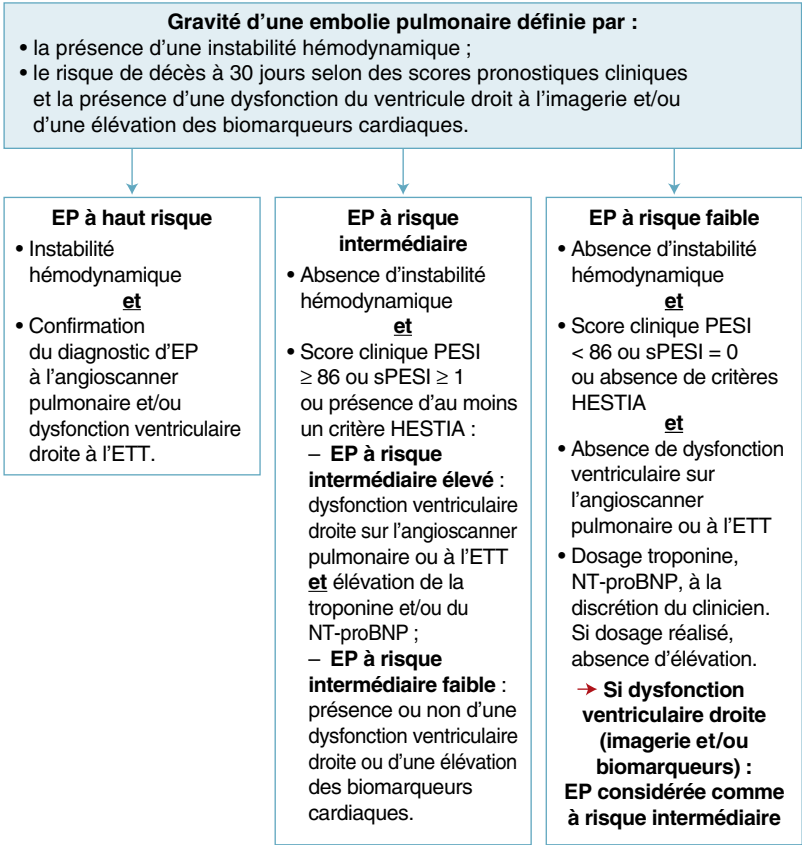 Gravité d'une embolie pulmonaire définie par :
• la présence d'une instabilité hémodynamique ;
• le risque de décès à 30 jours selon des scores pronostiques cliniques
et la présence d'une dysfonction du ventricule droit à l'imagerie et/ou
d'une élévation des biomarqueurs cardiaques.
EP à haut risque
• Instabilité
hémodynamique
et
• Confirmation
du diagnostic d'EP
à l'angioscanner
pulmonaire et/ou
dysfonction ventriculaire
droite à l'ETT.
EP à risque
intermédiaire
• Absence d'instabilité
hémodynamique
et
• Score clinique PESI
≥ 86 ou sPESI ≥ 1
ou présence d'au moins
un critère HESTIA :
– EP à risque
intermédiaire élevé :
dysfonction ventriculaire
droite sur l'angioscanner
pulmonaire ou à l'ETT
et élévation de la
troponine et/ou du
NT-proBNP ;
– EP à risque
intermédiaire faible :
présence ou non d'une
dysfonction ventriculaire
droite ou d'une élévation
des biomarqueurs
cardiaques.
EP à risque faible
• Absence d'instabilité
hémodynamique
et
• Score clinique PESI
< 86 ou sPESI = 0
ou absence de critères
HESTIA
et
• Absence de dysfonction
ventriculaire sur
l'angioscanner
pulmonaire ou à l'ETT
• Dosage troponine,
NT-proBNP, à la
discrétion du clinicien.
Si dosage réalisé,
absence d'élévation.
→ Si dysfonction
ventriculaire droite
(imagerie et/ou
biomarqueurs) :
EP considérée comme
à risque intermédiaire